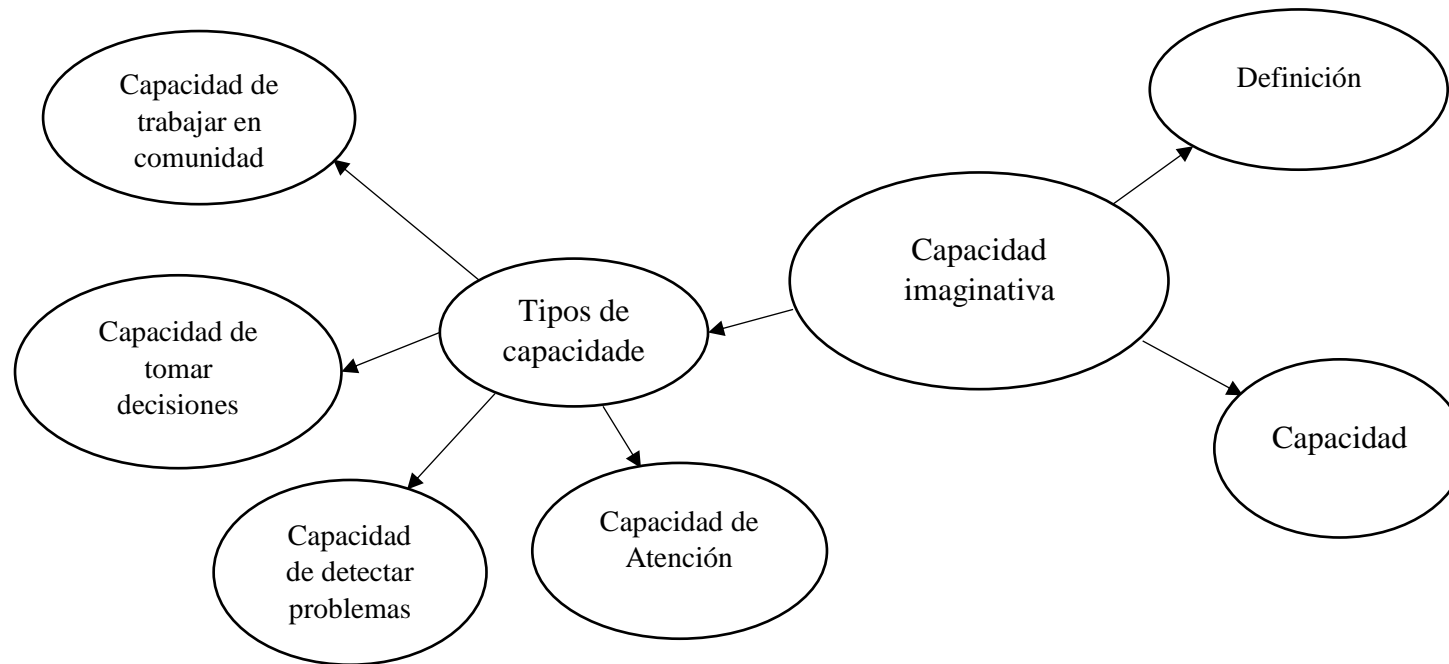 Capacidad de
trabajar en
comunidad
Definición
Capacidad
imaginativa
Tipos de
capacidade
Capacidad de
tomar
decisiones
Capacidad
Capacidad
de detectar
problemas
Capacidad de
Atención